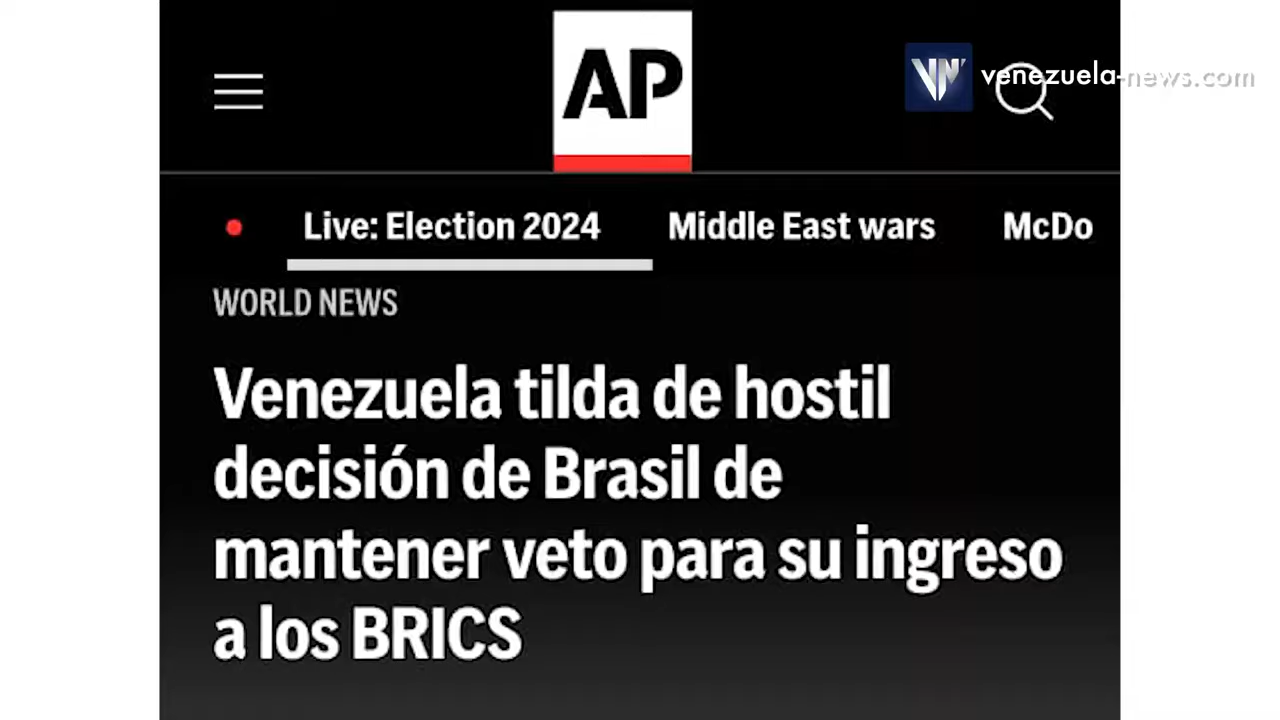 AP
VN
venezuela-news.com
Live: Election 2024
Middle East wars
McDo
WORLD NEWS
Venezuela tilda de hostil
decisión de Brasil de
mantener veto para su ingreso
a los BRICS